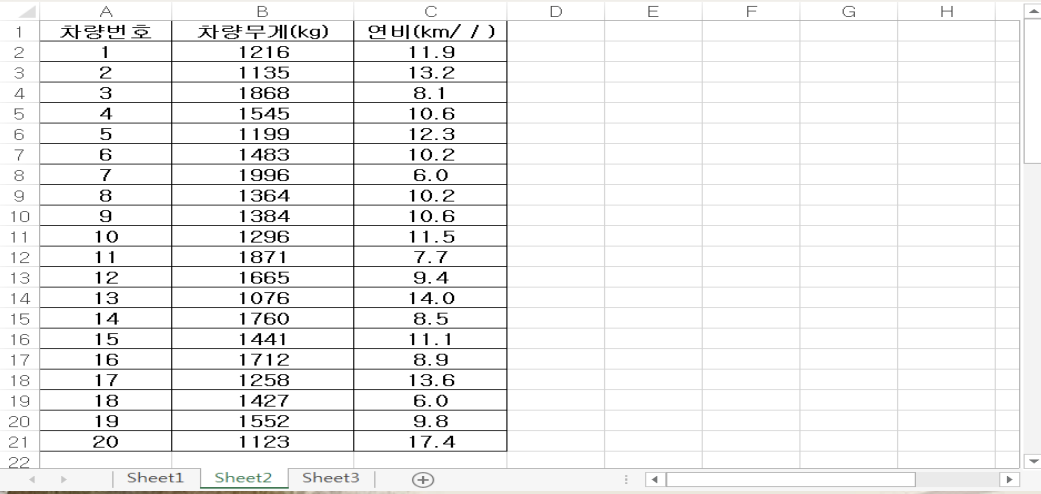 A B C D E F G H
1 차량번호 차량무게(kg) 연비(km/ / )
2 1 1216 11.9
3 2 1135 13.2
4 3 1868 8.1
5 4 1545 10.6
6 5 1199 12.3
7 6 1483 10.2
8 7 1996 6.0
9 8 1364 10.2
10 9 1384 10.6
11 10 1296 11.5
12 11 1871 7.7
13 12 1665 9.4
14 13 1076 14.0
15 14 1760 8.5
16 15 1441 11.1
17 16 1712 8.9
18 17 1258 13.6
19 18 1427 6.0
20 19 1552 9.8
21 20 1123 17.4
22
Sheet1 Sheet2 Sheet3